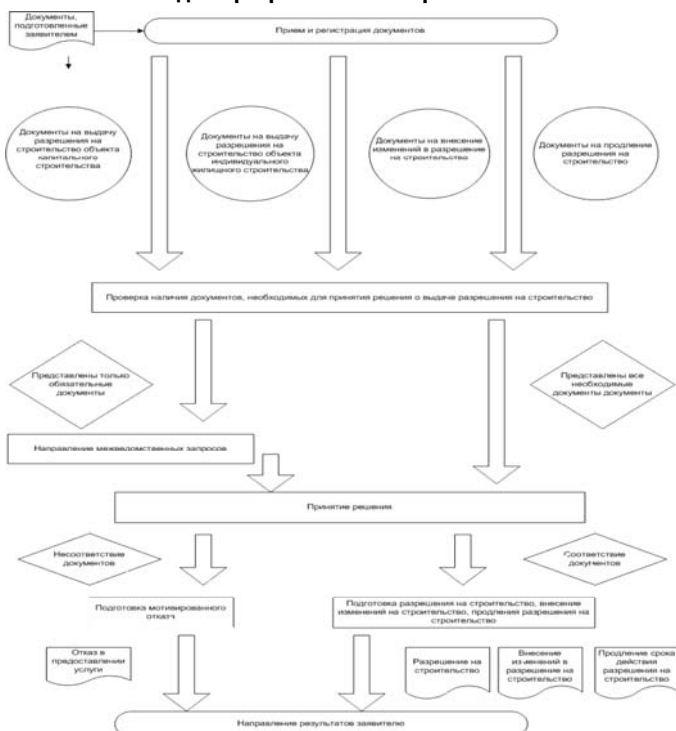 Документы,
подготовленные
заявителем
Прием и регистрация документов
Документы на выдачу
разрешения на
строительство объекта
капитального
строительства
Документы на выдачу
разрешения на
строительство объекта
индивидуального
жилищного строительства
Документы на внесение
изменений в разрешение
на строительство
Документы на продление
разрешения на
строительство
Проверка наличия документов, необходимых для принятия решения о выдаче разрешения на строительство
Представлены только
обязательные
документы
Представлены все
необходимые
документы документы
Направление межведомственных запросов
Принятие решения
Несоответствие
документов
Соответствие
документов
Подготовка мотивированного
отказа
Подготовка разрешения на строительство, внесение
изменений на строительство, продления разрешения на
строительство
Отказ в
предоставлении
услуги
Разрешение на
строительство
Внесение
изменений в
разрешение на
строительство
Продление срока
действия
разрешения на
строительство
Направление результатов заявителю